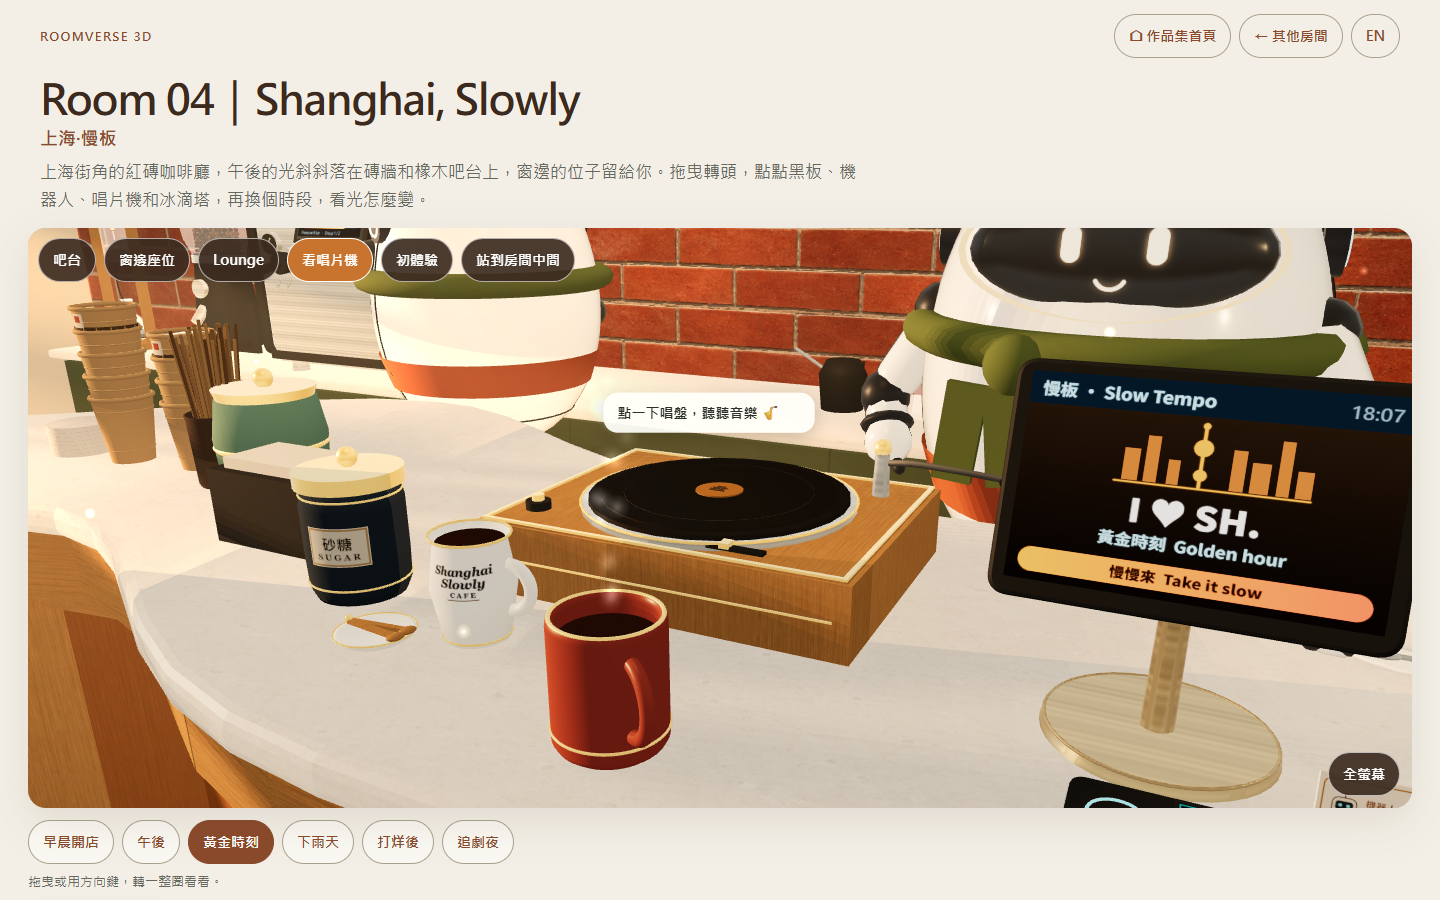 ROOMVERSE 3D
作品集首頁
← 其他房間
EN
Room 04｜Shanghai, Slowly
上海·慢板
上海街角的紅磚咖啡廳，午後的光斜斜落在磚牆和橡木吧台上，窗邊的位子留給你。拖曳轉頭，點點黑板、機
器人、唱片機和冰滴塔，再換個時段，看光怎麼變。
吧台
窗邊座位
Lounge
看唱片機
初體驗
站到房間中間
點一下唱盤，聽聽音樂 🎷
慢板 · Slow Tempo
18:07
I ♥ SH.
黃金時刻 Golden hour
慢慢來 Take it slow
砂糖
SUGAR
Shanghai
Slowly
CAFE
全螢幕
早晨開店
午後
黃金時刻
下雨天
打烊後
追劇夜
拖曳或用方向鍵，轉一整圈看看。